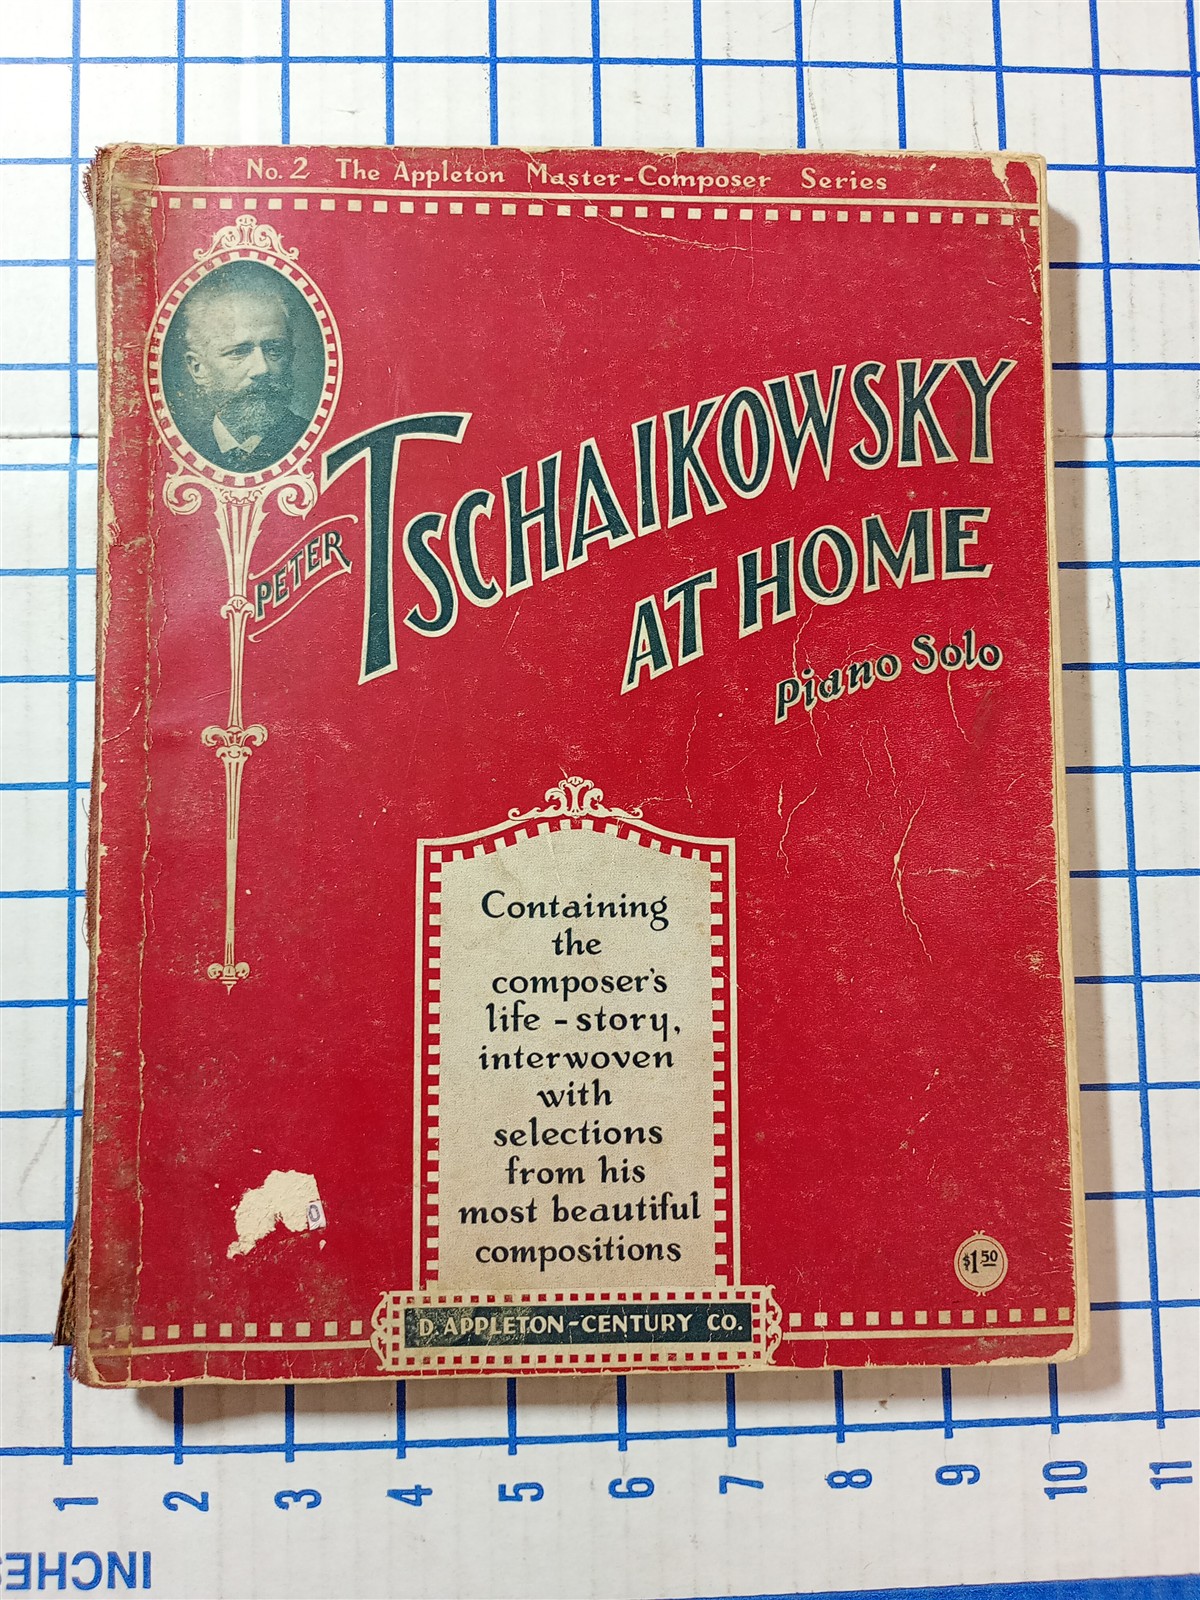 No. 2 The Appleton Master-Composer Series
PETER
TSCHAIKOWSKY
AT HOME
Piano Solo
Containing
the
composer's
life - story,
interwoven
with
selections
from his
most beautiful
compositions
$1.50
D. APPLETON-CENTURY CO.
1 2 3 4 5 6 7 8 9 10 11
INCHES